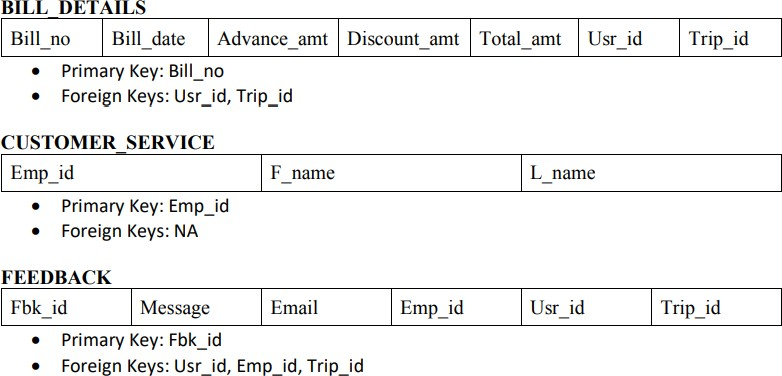 BILL_DETAILS
Bill_no Bill_date Advance_amt Discount_amt Total_amt Usr_id Trip_id
• Primary Key: Bill_no
• Foreign Keys: Usr_id, Trip_id
CUSTOMER_SERVICE
Emp_id F_name L_name
• Primary Key: Emp_id
• Foreign Keys: NA
FEEDBACK
Fbk_id Message Email Emp_id Usr_id Trip_id
• Primary Key: Fbk_id
• Foreign Keys: Usr_id, Emp_id, Trip_id